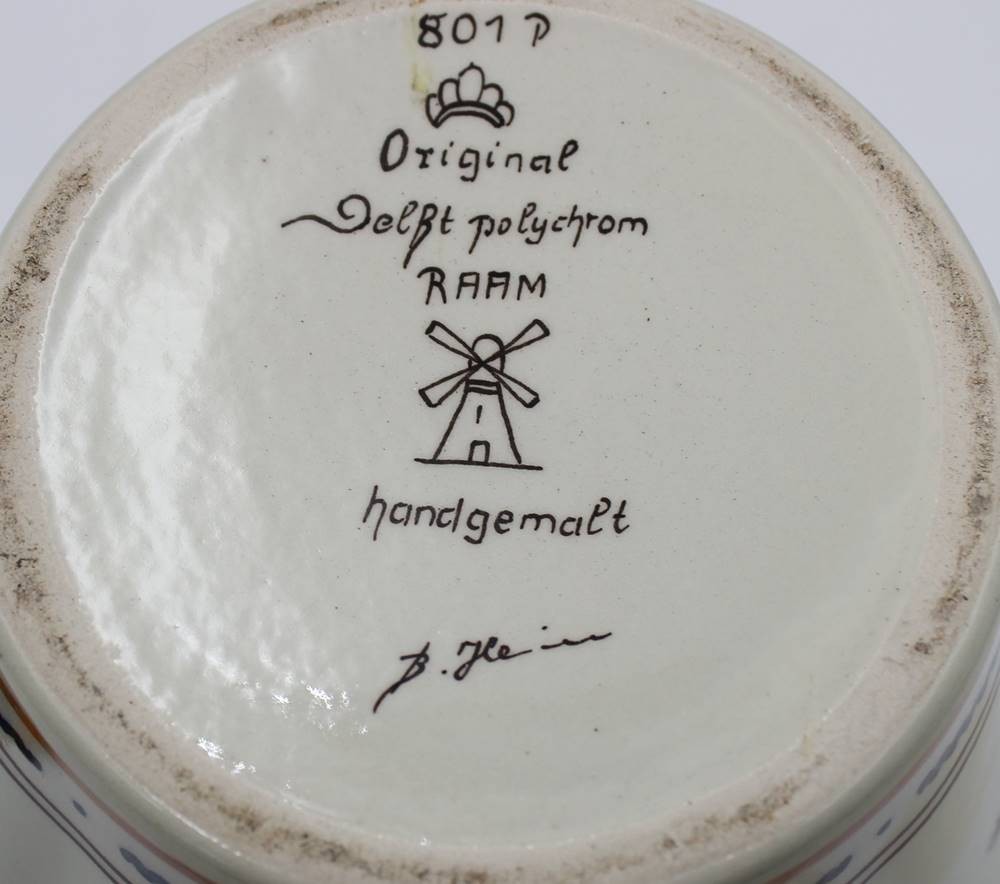 801 P
Original
Delft polychrom
RAAM
handgemalt